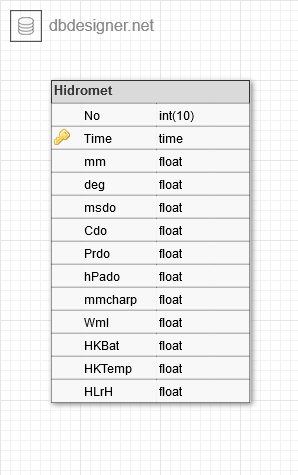 dbdesigner.net
Hidromet
No int(10)
Time time
mm float
deg float
msdo float
Cdo float
Prdo float
hPado float
mmcharp float
Wml float
HKBat float
HKTemp float
HLrH float